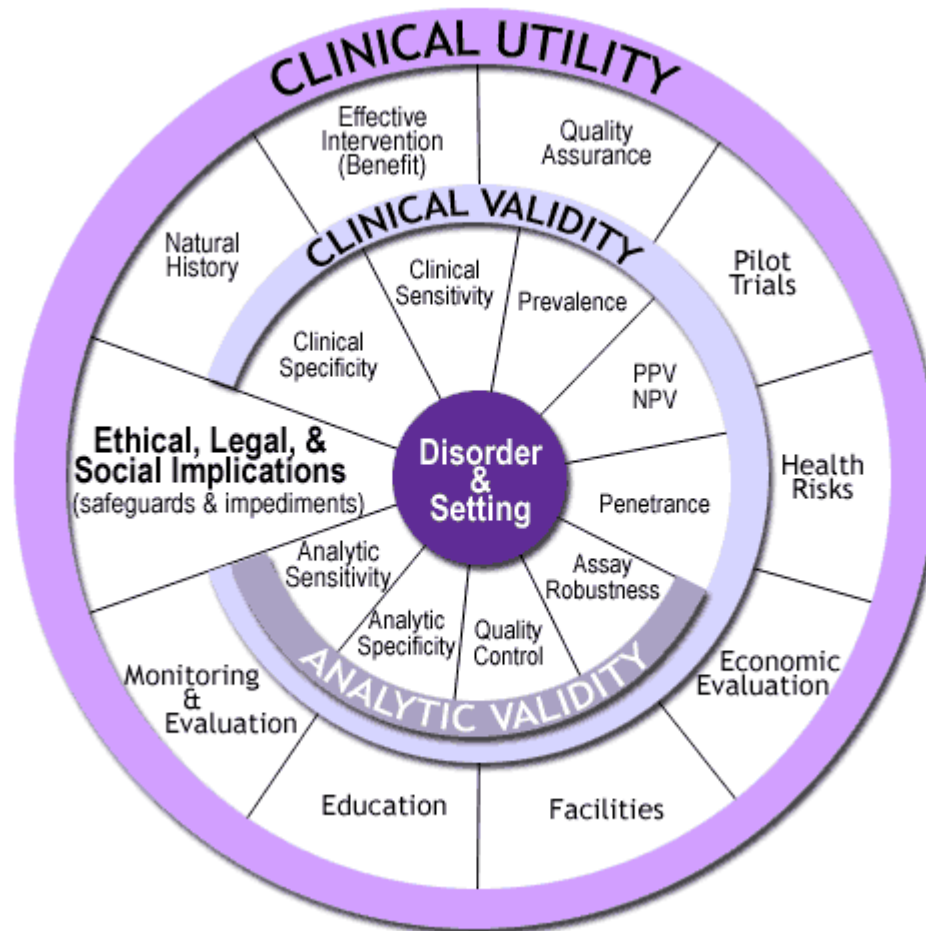 CLINICAL UTILITY
Effective
Intervention
(Benefit)
Quality
Assurance
Natural
History
Pilot
Trials
CLINICAL VALIDITY
Clinical
Sensitivity
Prevalence
Clinical
Specificity
PPV
NPV
Ethical, Legal, &
Social Implications
(safeguards & impediments)
Disorder
&
Setting
Health
Risks
Penetrance
Analytic
Sensitivity
Assay
Robustness
Analytic
Specificity
Quality
Control
ANALYTIC VALIDITY
Monitoring
&
Evaluation
Economic
Evaluation
Education
Facilities